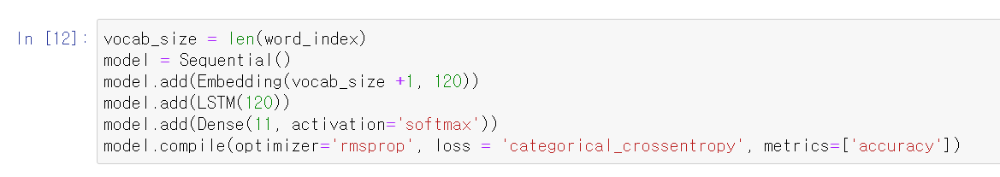 In [12]:
vocab_size = len(word_index)
model = Sequential()
model.add(Embedding(vocab_size +1, 120))
model.add(LSTM(120))
model.add(Dense(11, activation='softmax'))
model.compile(optimizer='rmsprop', loss = 'categorical_crossentropy', metrics=['accuracy'])